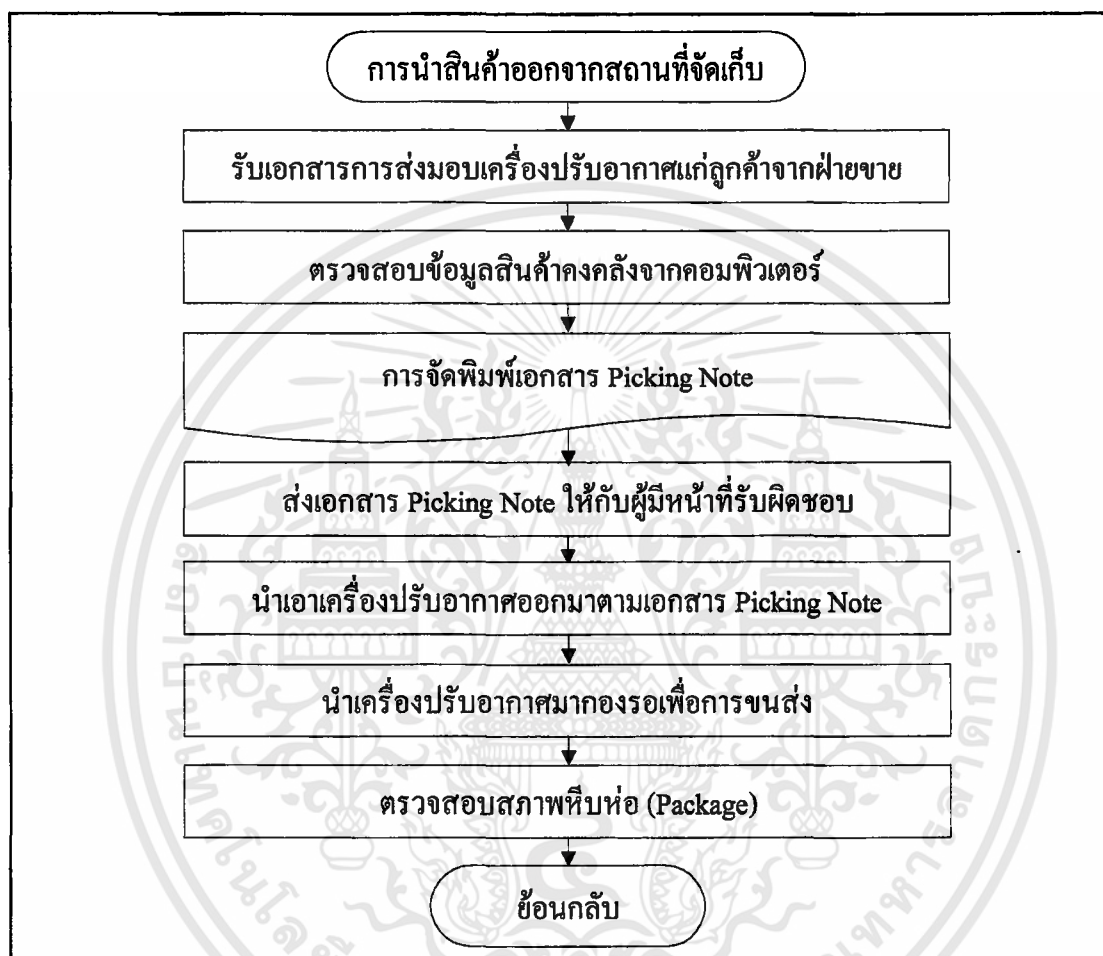 การนำสินค้าออกจากสถานที่จัดเก็บ
รับเอกสารการส่งมอบเครื่องปรับอากาศแก่ลูกค้าจากฝ่ายขาย
ตรวจสอบข้อมูลสินค้าคงคลังจากคอมพิวเตอร์
การจัดพิมพ์เอกสาร Picking Note
ส่งเอกสาร Picking Note ให้กับผู้มีหน้าที่รับผิดชอบ
นำเอาเครื่องปรับอากาศออกมาตามเอกสาร Picking Note
นำเครื่องปรับอากาศมากองรอเพื่อการขนส่ง
ตรวจสอบสภาพหีบห่อ (Package)
ย้อนกลับ